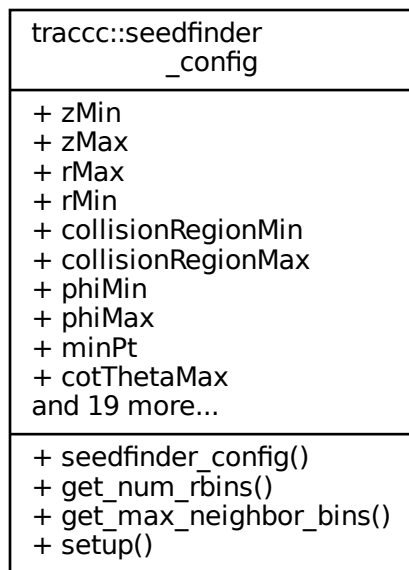 traccc::seedfinder
_config
+ zMin
+ zMax
+ rMax
+ rMin
+ collisionRegionMin
+ collisionRegionMax
+ phiMin
+ phiMax
+ minPt
+ cotThetaMax
and 19 more...
+ seedfinder_config()
+ get_num_rbins()
+ get_max_neighbor_bins()
+ setup()